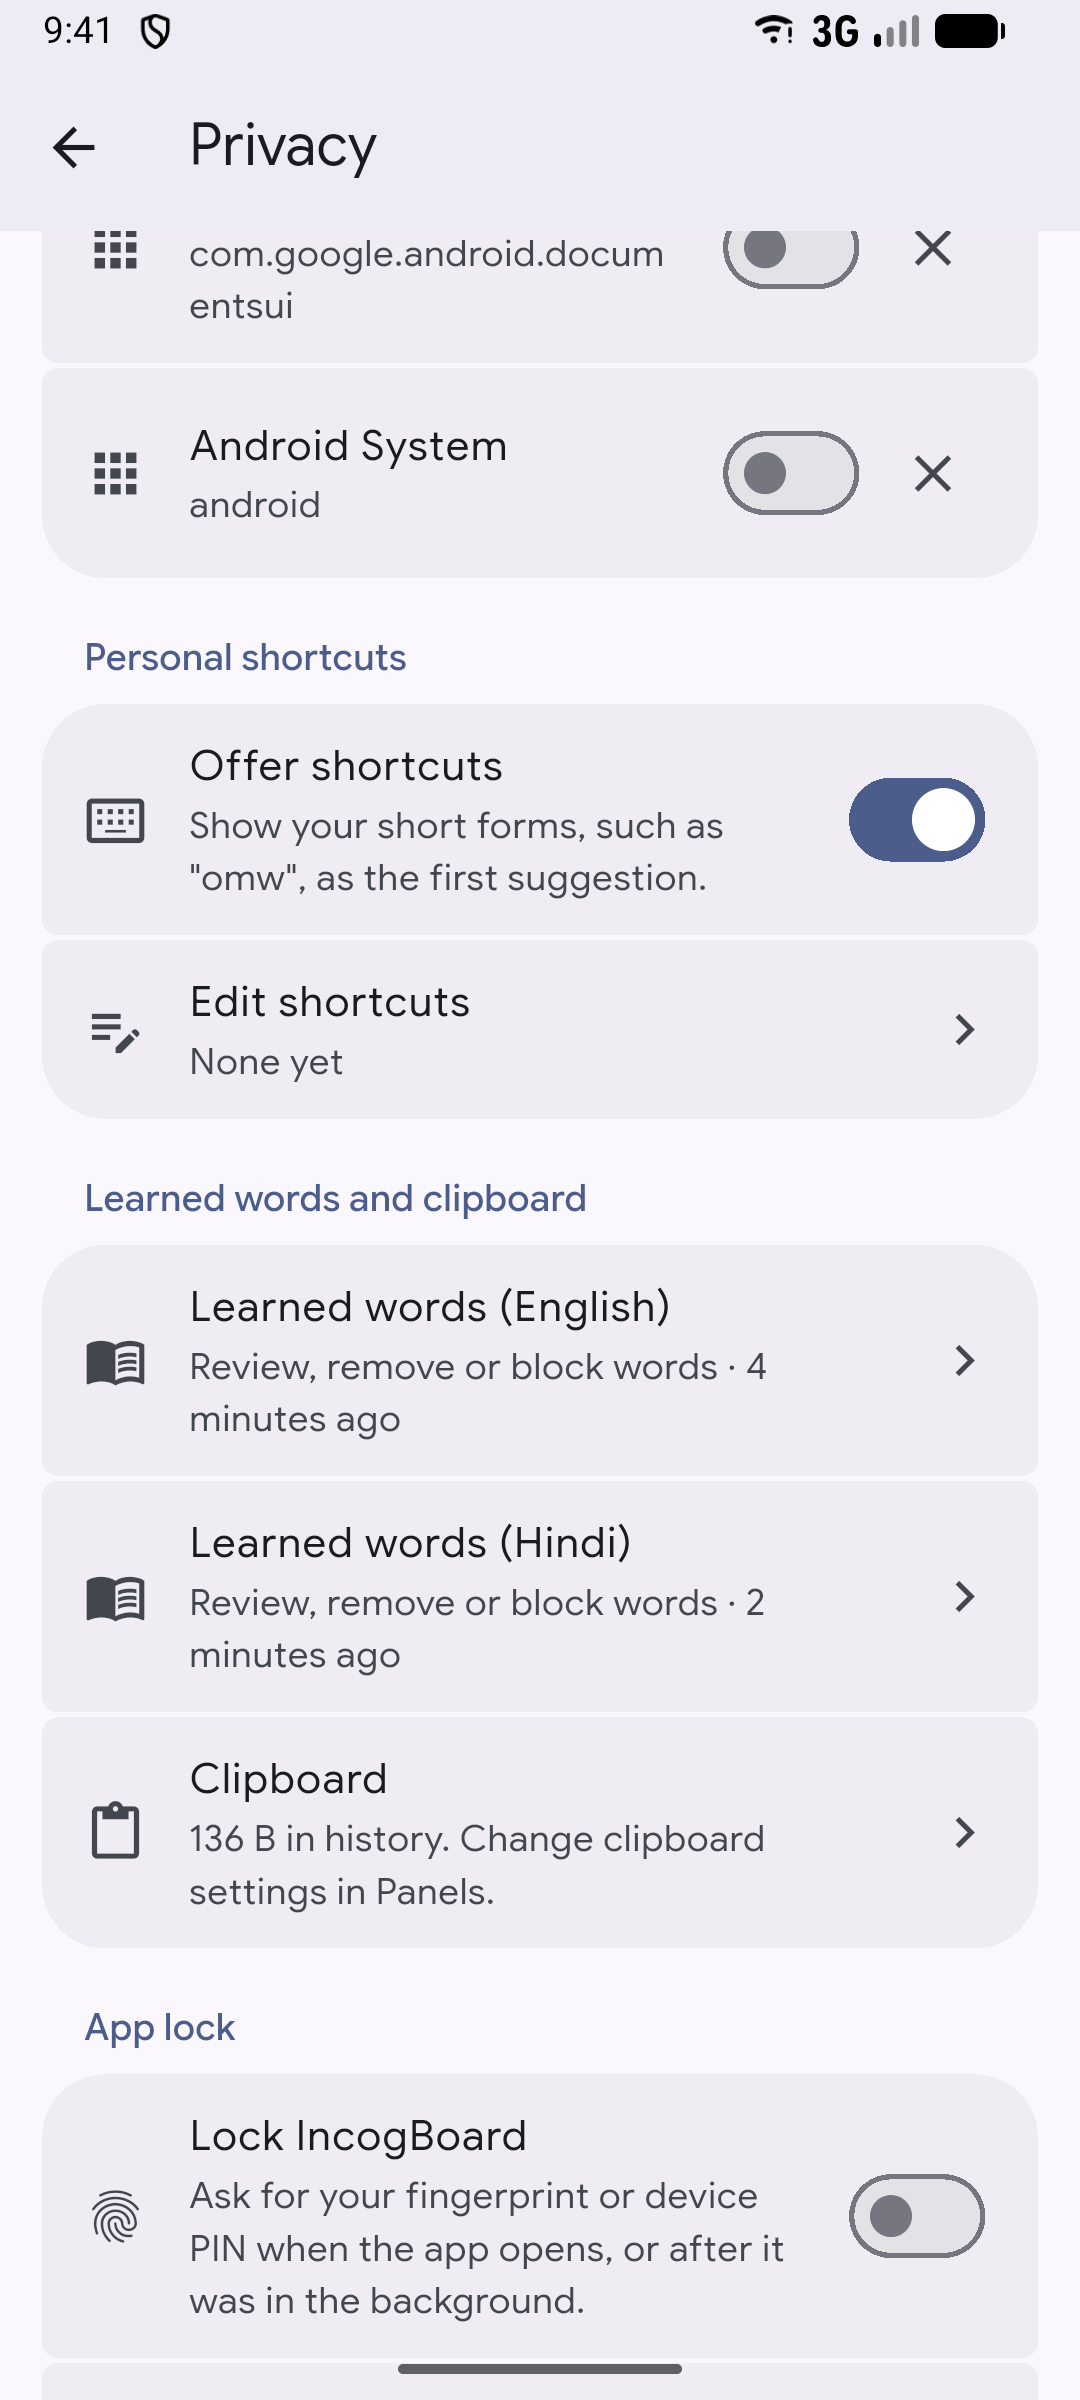 9:41
3G
Privacy
com.google.android.docum
entsui
Android System
android
Personal shortcuts
Offer shortcuts
Show your short forms, such as
"omw", as the first suggestion.
Edit shortcuts
None yet
Learned words and clipboard
Learned words (English)
Review, remove or block words · 4
minutes ago
Learned words (Hindi)
Review, remove or block words · 2
minutes ago
Clipboard
136 B in history. Change clipboard
settings in Panels.
App lock
Lock IncogBoard
Ask for your fingerprint or device
PIN when the app opens, or after it
was in the background.